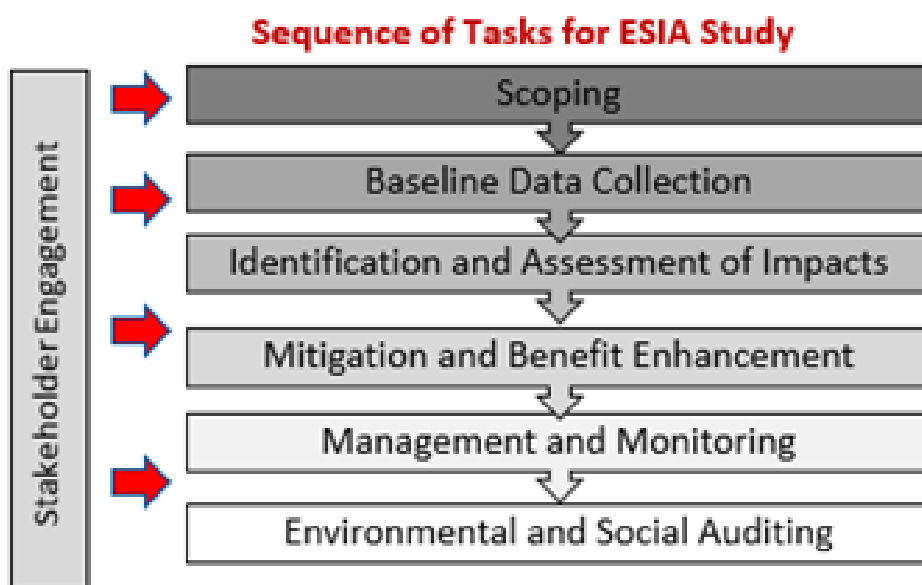 Sequence of Tasks for ESIA Study
Stakeholder Engagement
Scoping
Baseline Data Collection
Identification and Assessment of Impacts
Mitigation and Benefit Enhancement
Management and Monitoring
Environmental and Social Auditing